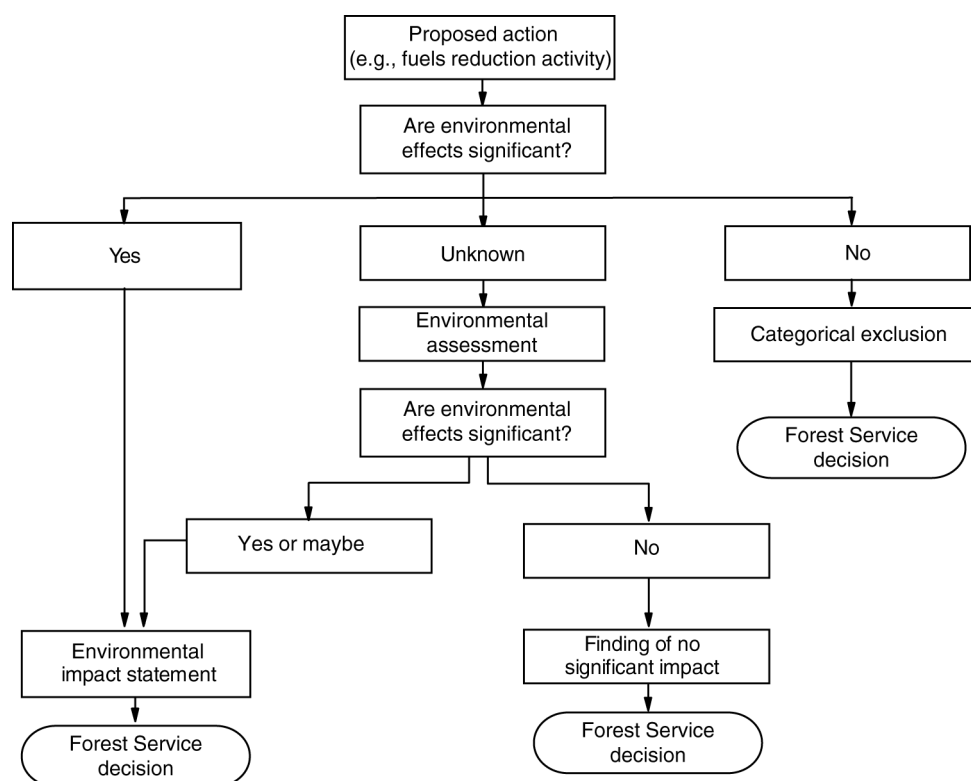 Proposed action
(e.g., fuels reduction activity)
Are environmental
effects significant?
Yes
Unknown
No
Environmental
assessment
Categorical exclusion
Are environmental
effects significant?
Forest Service
decision
Yes or maybe
No
Environmental
impact statement
Finding of no
significant impact
Forest Service
decision
Forest Service
decision